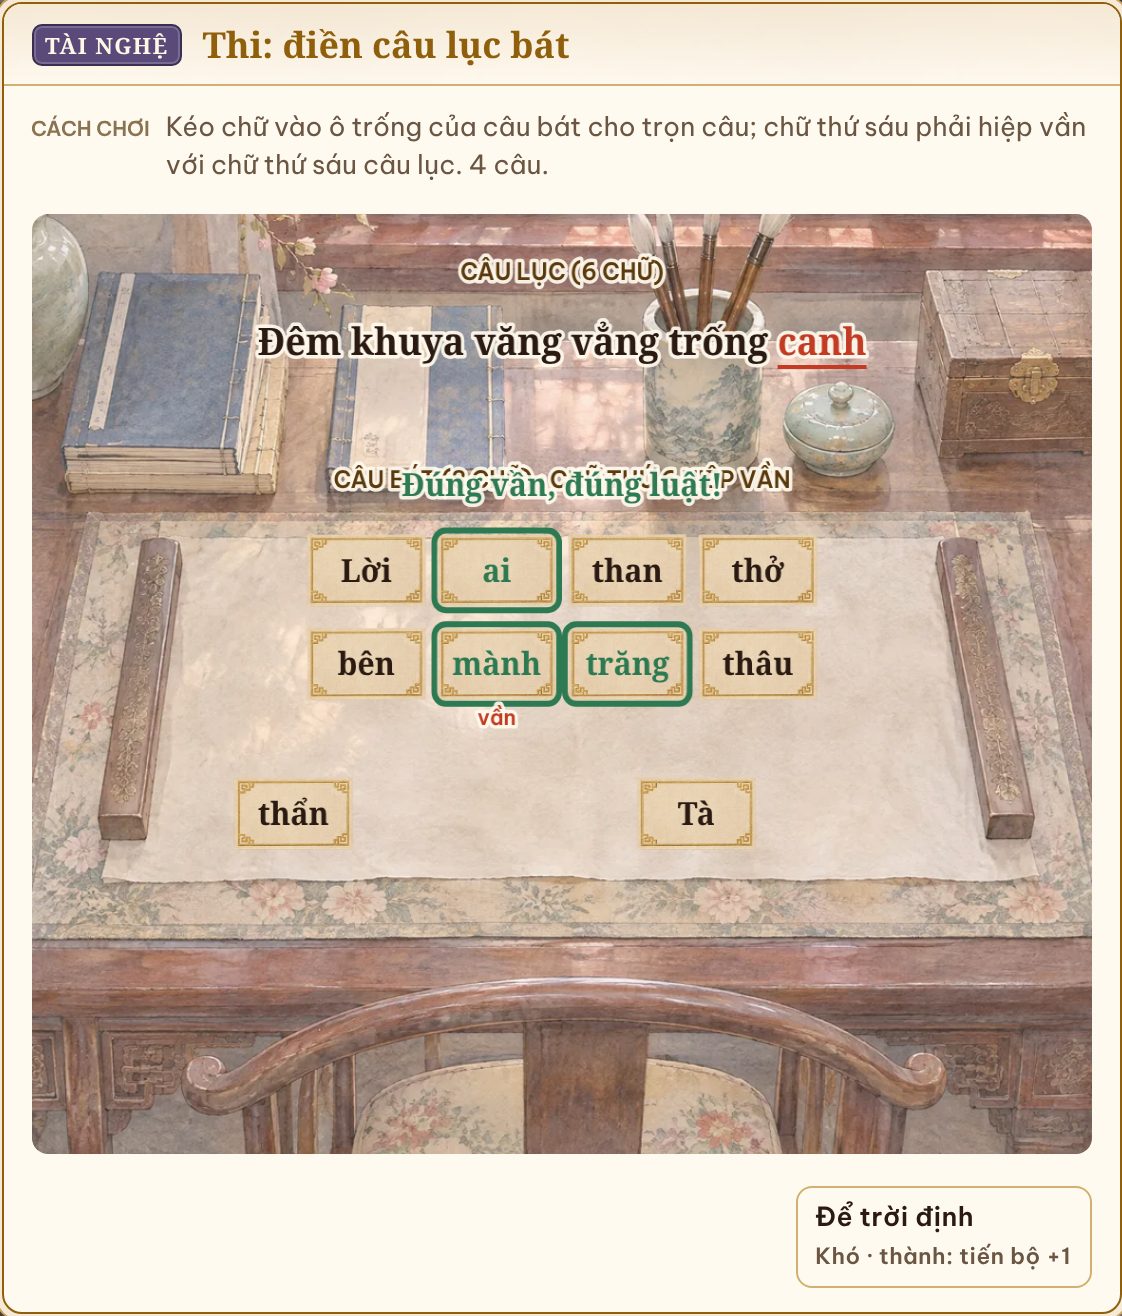 TÀI NGHỆ Thi: điền câu lục bát
CÁCH CHƠI Kéo chữ vào ô trống của câu bát cho trọn câu; chữ thứ sáu phải hiệp vần
với chữ thứ sáu câu lục. 4 câu.
CÂU LỤC (6 CHỮ)
Đêm khuya văng vẳng trống canh
CÂU VẦN
Đúng vần, đúng luật!
Lời ai than thở
bên mành trăng thâu
vần
thẩn Tà
Để trời định
Khó · thành: tiến bộ +1